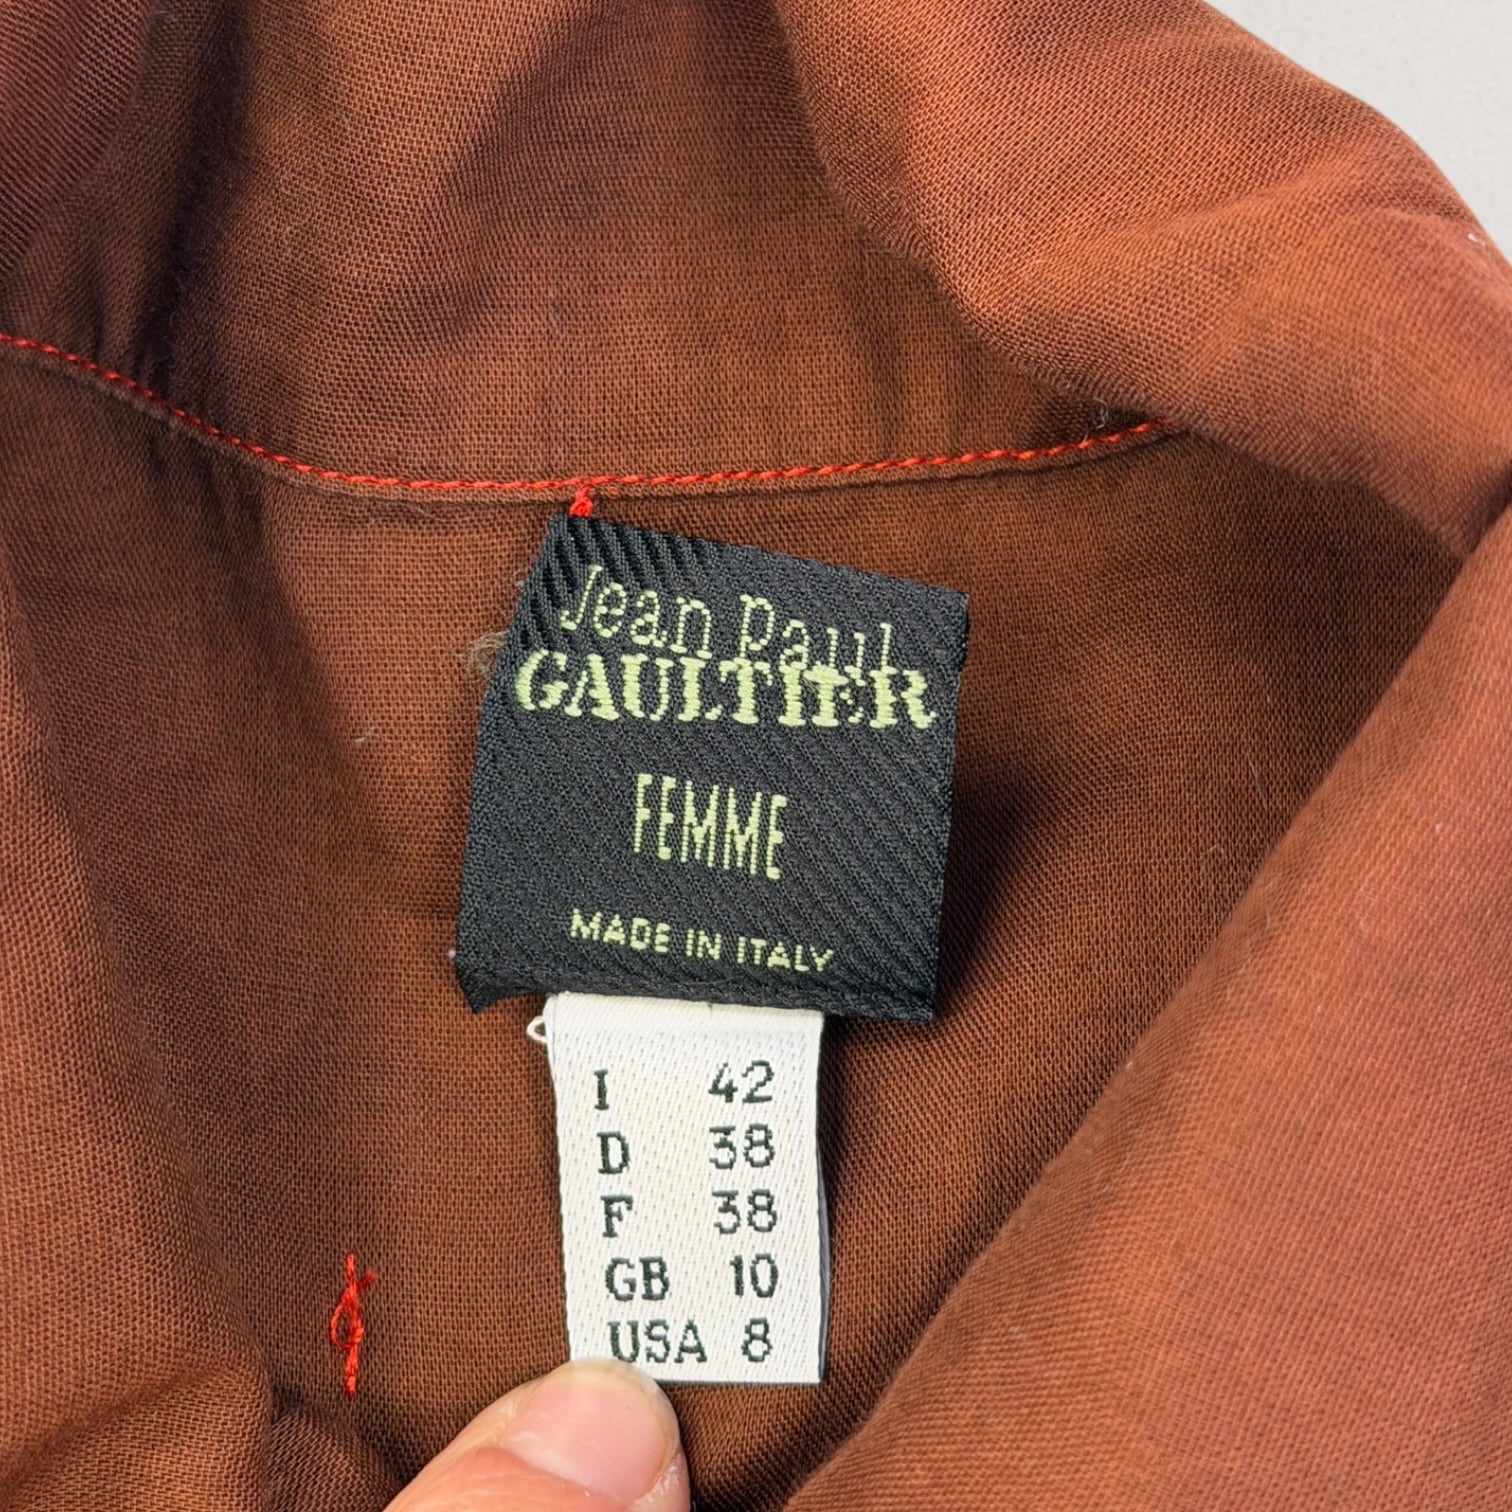 Jean Paul
GAULTIER
FEMME
MADE IN ITALY
I 42
D 38
F 38
GB 10
USA 8